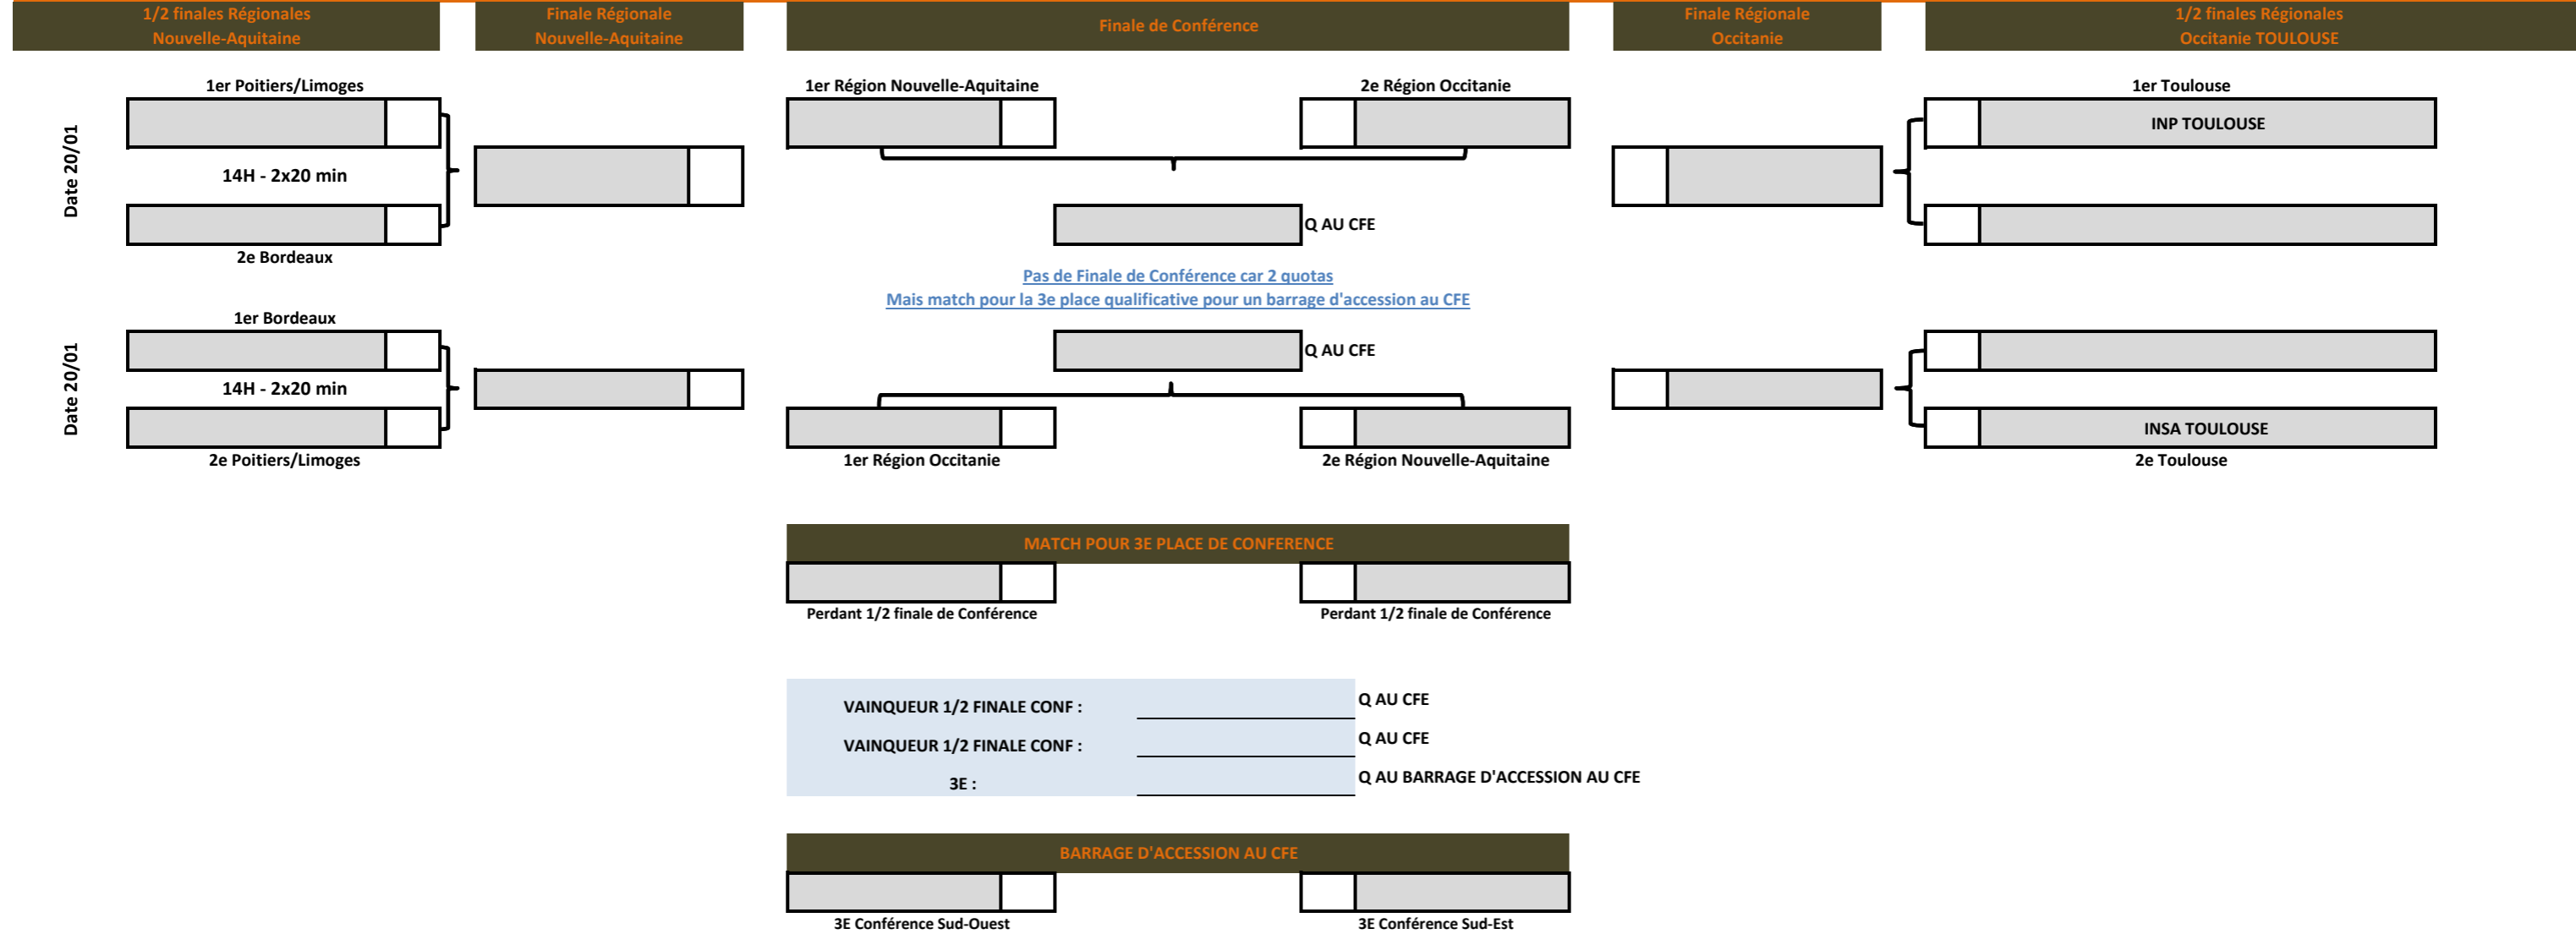 1/2 finales Régionales
Nouvelle-Aquitaine
Finale Régionale
Nouvelle-Aquitaine
Finale de Conférence
Finale Régionale
Occitanie
1/2 finales Régionales
Occitanie TOULOUSE
1er Poitiers/Limoges
1er Région Nouvelle-Aquitaine
2e Région Occitanie
1er Toulouse
Date 20/01
INP TOULOUSE
14H - 2x20 min
Q AU CFE
2e Bordeaux
Pas de Finale de Conférence car 2 quotas
Mais match pour la 3e place qualificative pour un barrage d'accession au CFE
1er Bordeaux
Date 20/01
Q AU CFE
14H - 2x20 min
INSA TOULOUSE
2e Poitiers/Limoges
1er Région Occitanie
2e Région Nouvelle-Aquitaine
2e Toulouse
MATCH POUR 3E PLACE DE CONFERENCE
Perdant 1/2 finale de Conférence
Perdant 1/2 finale de Conférence
VAINQUEUR 1/2 FINALE CONF :
Q AU CFE
VAINQUEUR 1/2 FINALE CONF :
Q AU CFE
3E :
Q AU BARRAGE D'ACCESSION AU CFE
BARRAGE D'ACCESSION AU CFE
3E Conférence Sud-Ouest
3E Conférence Sud-Est